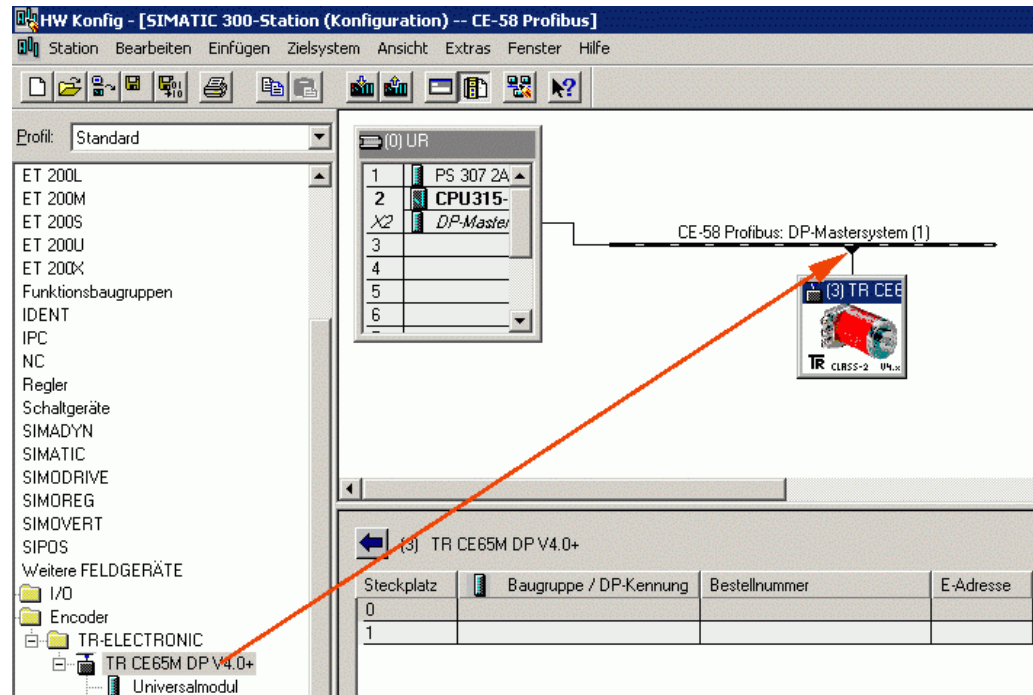 HW Konfig - [SIMATIC 300-Station (Konfiguration) -- CE-58 Profibus]
Station Bearbeiten Einfügen Zielsystem Ansicht Extras Fenster Hilfe
Profil: Standard
ET 200L
ET 200M
ET 200S
ET 200U
ET 200X
Funktionsbaugruppen
IDENT
IPC
NC
Regler
Schaltgeräte
SIMADYN
SIMATIC
SIMODRIVE
SIMOREG
SIMOVERT
SIPOS
Weitere FELDGERÄTE
I/O
Encoder
TR-ELECTRONIC
TR CE65M DP V4.0+
Universalmodul
(0) UR
1 PS 307 2A
2 CPU315-
X2 DP-Master
3
4
5
6
CE-58 Profibus: DP-Mastersystem (1)
(3) TR CE6
TR CLASS-2 V4.x
(3) TR CE65M DP V4.0+
Steckplatz Baugruppe / DP-Kennung Bestellnummer E-Adresse
0
1